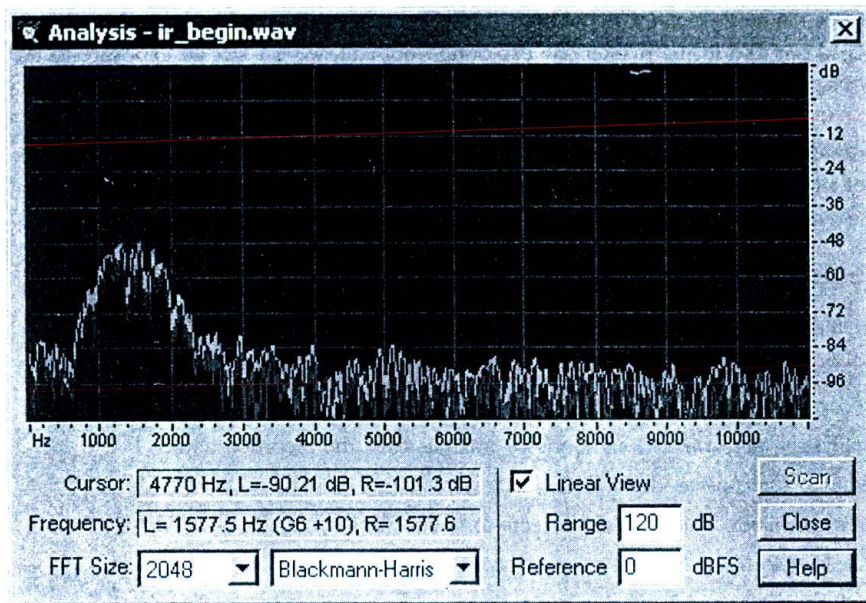 Analysis - ir_begin.wav
dB
-12
-24
-36
-48
-60
-72
-84
-96
Hz 1000 2000 3000 4000 5000 6000 7000 8000 9000 10000
Cursor: 4770 Hz, L=-90.21 dB, R=-101.3 dB
Linear View
Scan
Frequency: L= 1577.5 Hz (G6 +10), R= 1577.6
Range 120 dB
Close
FFT Size: 2048 Blackmann-Harris
Reference 0 dBFS
Help